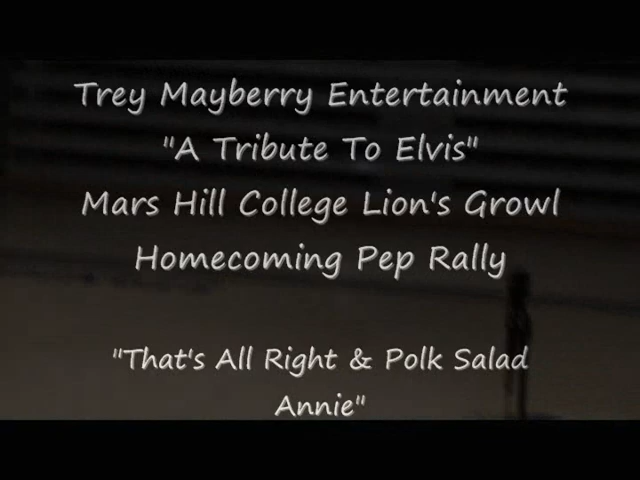 Trey Mayberry Entertainment
"A Tribute To Elvis"
Mars Hill College Lion's Growl
Homecoming Pep Rally
"That's All Right & Polk Salad
Annie"